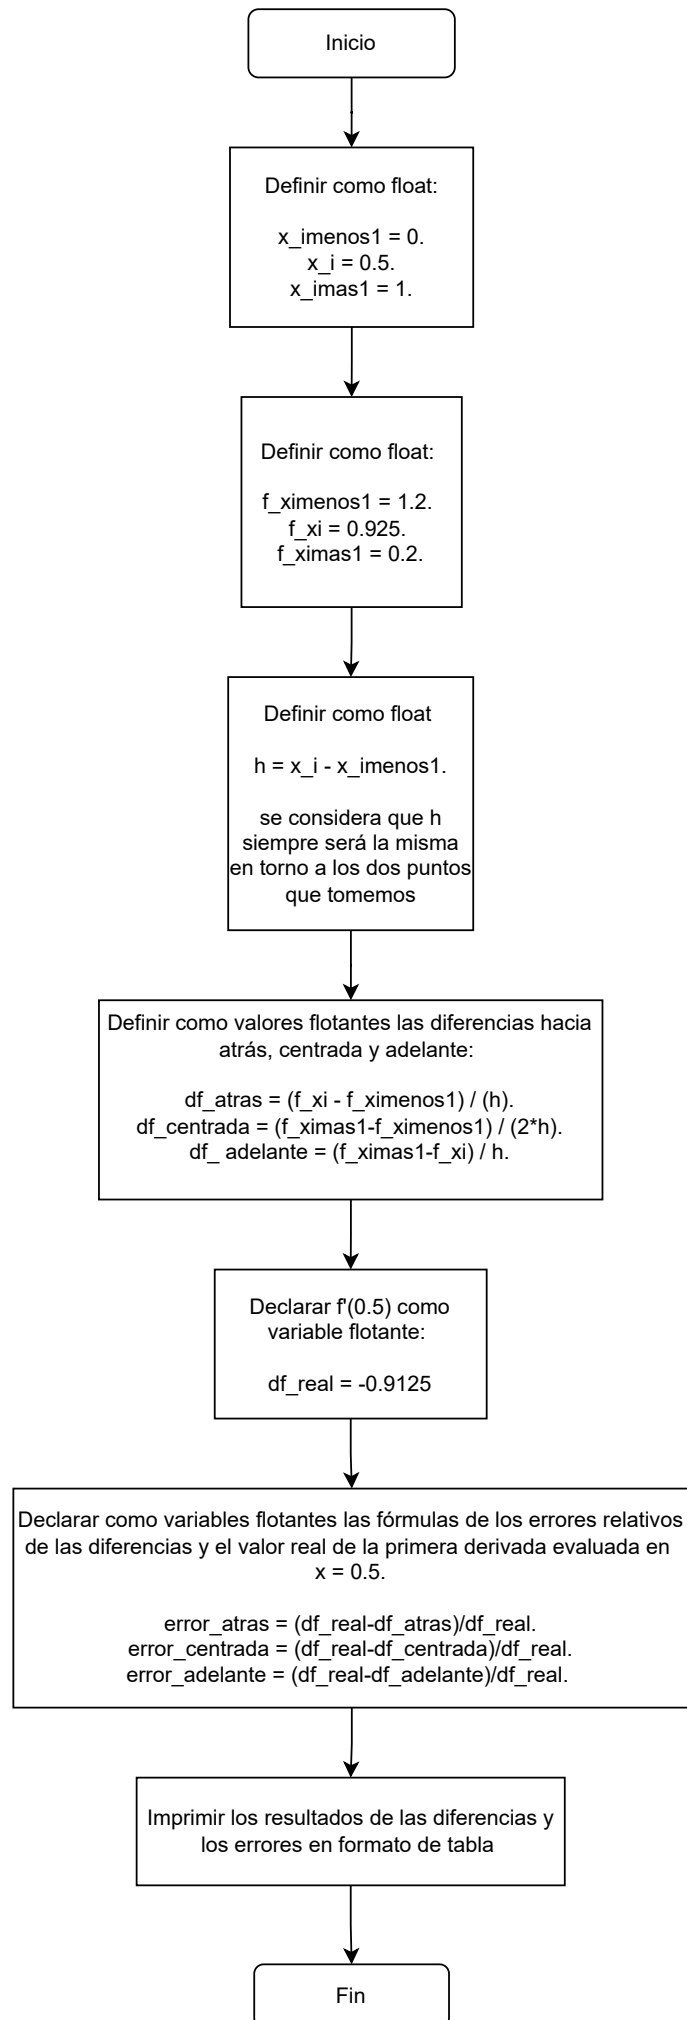 Inicio
Definir como float:
x_imenos1 = 0.
x_i = 0.5.
x_imas1 = 1.
Definir como float:
f_ximenos1 = 1.2.
f_xi = 0.925.
f_ximas1 = 0.2.
Definir como float
h = x_i - x_imenos1.
se considera que h
siempre será la misma
en torno a los dos puntos
que tomemos
Definir como valores flotantes las diferencias hacia
atrás, centrada y adelante:
df_atras = (f_xi - f_ximenos1) / (h).
df_centrada = (f_ximas1-f_ximenos1) / (2*h).
df_ adelante = (f_ximas1-f_xi) / h.
Declarar f'(0.5) como
variable flotante:
df_real = -0.9125
Declarar como variables flotantes las fórmulas de los errores relativos
de las diferencias y el valor real de la primera derivada evaluada en
x = 0.5.
error_atras = (df_real-df_atras)/df_real.
error_centrada = (df_real-df_centrada)/df_real.
error_adelante = (df_real-df_adelante)/df_real.
Imprimir los resultados de las diferencias y
los errores en formato de tabla
Fin